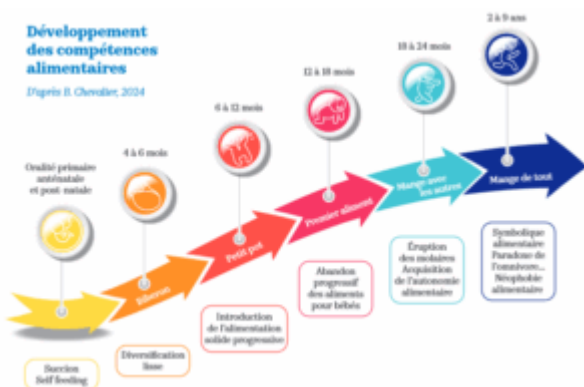 Développement
des compétences
alimentaires
D'après B. Chevalier, 2024
Oralité primaire
anténatale
et post-natale
4 à 6 mois
6 à 12 mois
12 à 18 mois
18 à 24 mois
2 à 9 ans
Biberon
Petit pot
Premier aliment
Mange avec
les autres
Mange de tout
Succion
Self feeding
Diversification
lisse
Introduction
de l'alimentation
solide progressive
Abandon
progressif
des aliments
pour bébés
Éruption
des molaires
Acquisition
de l'autonomie
alimentaire
Symbolique
alimentaire
Paradoxe de
l'omnivore...
Néophobie
alimentaire